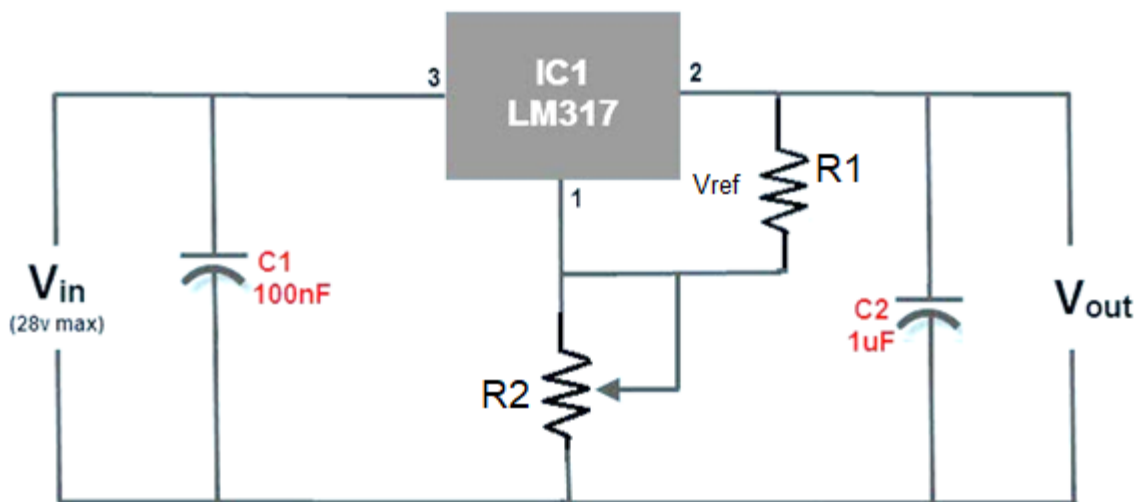 3
IC1
LM317
2
1
Vref
R1
C1
100nF
Vin
(28v max)
R2
C2
1uF
Vout